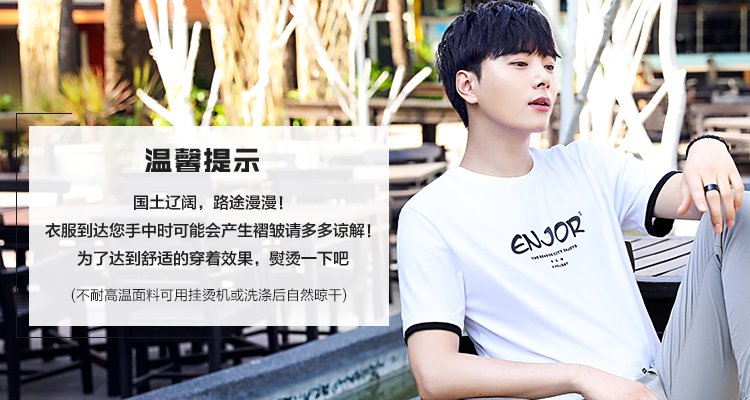 温馨提示
国土辽阔，路途漫漫！
衣服到达您手中时可能会产生褶皱请多多谅解！
为了达到舒适的穿着效果，熨烫一下吧
(不耐高温面料可用挂烫机或洗涤后自然晾干)
ENJOR